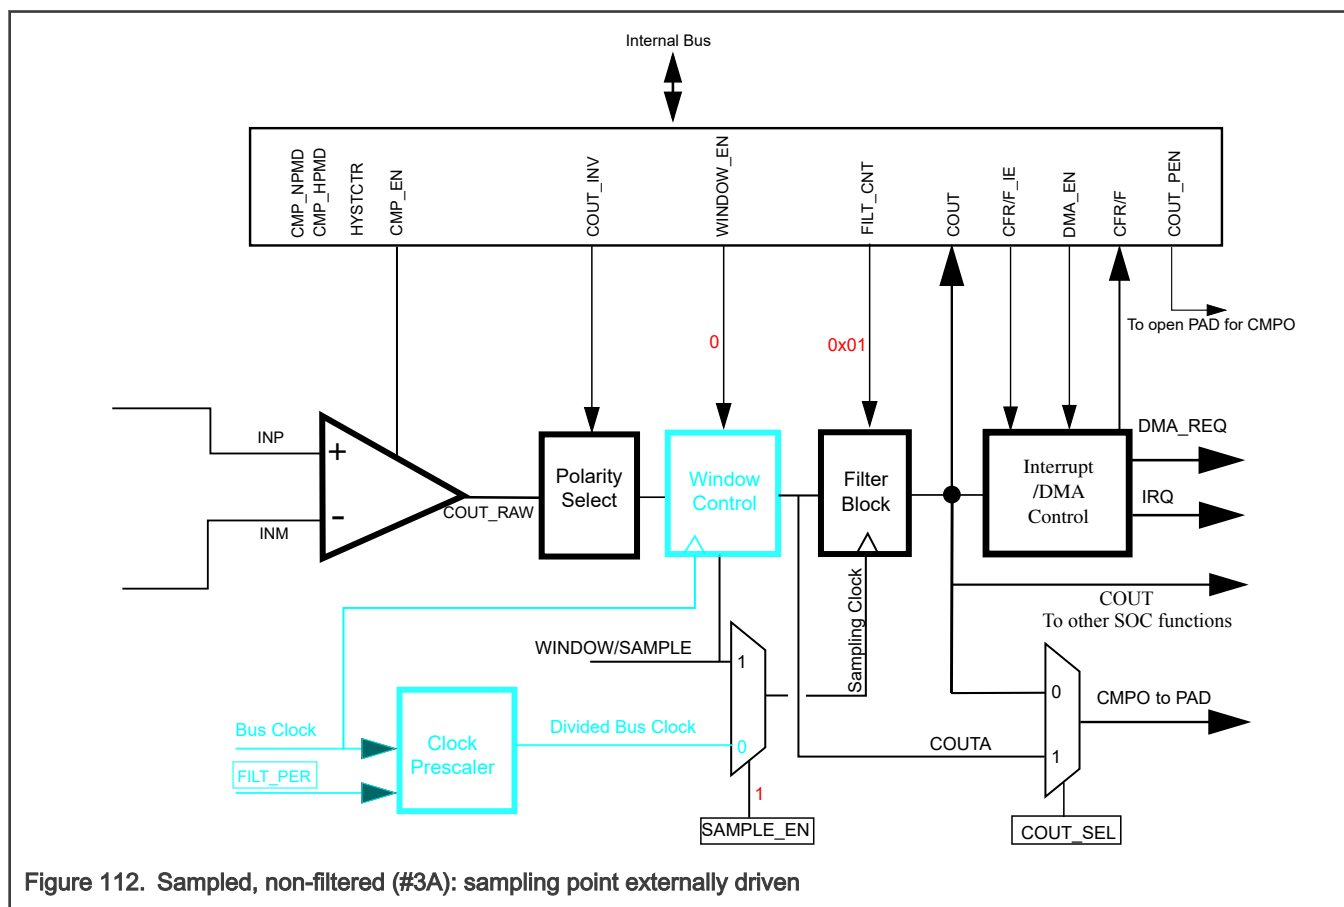 Internal Bus
CMP_NPMD
CMP_HPMD
HYSTCTR
CMP_EN
COUT_INV
WINDOW_EN
FILT_CNT
COUT
CFR/F_IE
DMA_EN
CFR/F
COUT_PEN
To open PAD for CMPO
0
0x01
INP
+
-
INM
COUT_RAW
Polarity
Select
Window
Control
Filter
Block
Interrupt
/DMA
Control
DMA_REQ
IRQ
COUT
To other SOC functions
Sampling Clock
WINDOW/SAMPLE
1
0
Bus Clock
FILT_PER
Clock
Prescaler
Divided Bus Clock
1
SAMPLE_EN
COUTA
0
1
CMPO to PAD
COUT_SEL
Figure 112. Sampled, non-filtered (#3A): sampling point externally driven